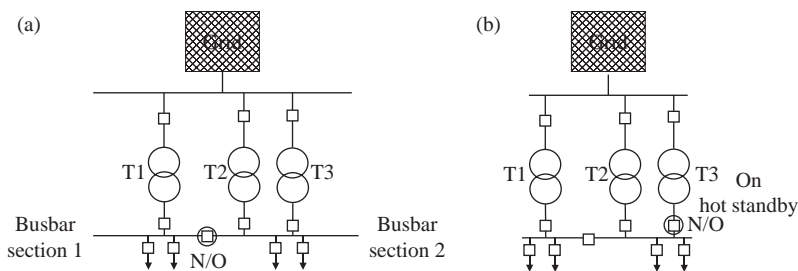 (a)
Grid
T1
T2
T3
Busbar
section 1
N/O
Busbar
section 2
(b)
Grid
T1
T2
T3
On
hot standby
N/O